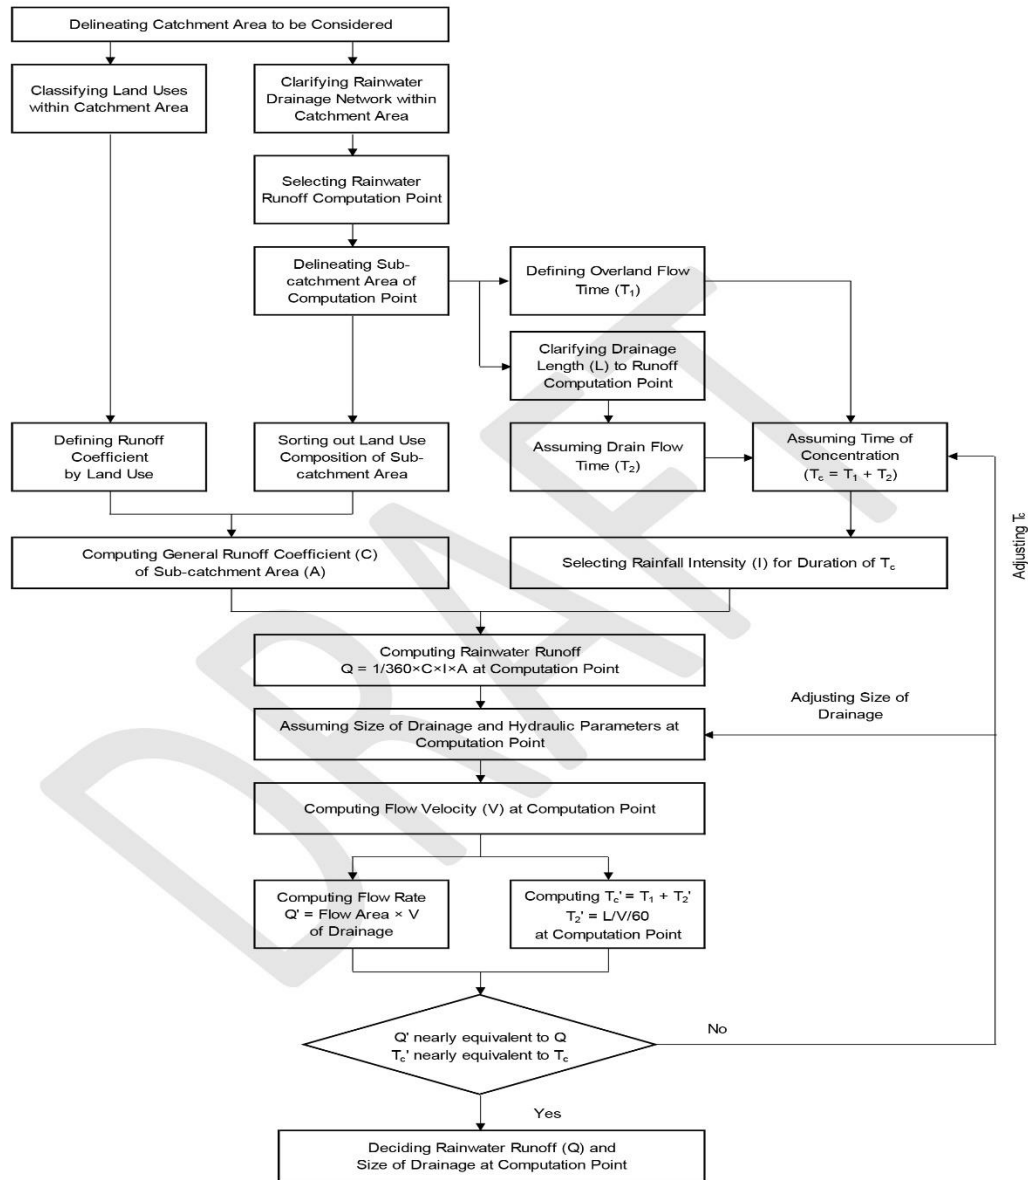 Delineating Catchment Area to be Considered
Classifying Land Uses
within Catchment Area
Clarifying Rainwater
Drainage Network within
Catchment Area
Selecting Rainwater
Runoff Computation Point
Delineating Sub-
catchment Area of
Computation Point
Defining Overland Flow
Time (T₁)
Clarifying Drainage
Length (L) to Runoff
Computation Point
Defining Runoff
Coefficient
by Land Use
Sorting out Land Use
Composition of Sub-
catchment Area
Assuming Drain Flow
Time (T₂)
Assuming Time of
Concentration
(T꜀ = T₁ + T₂)
Adjusting T꜀
Computing General Runoff Coefficient (C)
of Sub-catchment Area (A)
Selecting Rainfall Intensity (I) for Duration of T꜀
Computing Rainwater Runoff
Q = 1/360×C×I×A at Computation Point
Adjusting Size of
Drainage
Assuming Size of Drainage and Hydraulic Parameters at
Computation Point
Computing Flow Velocity (V) at Computation Point
Computing Flow Rate
Q' = Flow Area × V
of Drainage
Computing T꜀' = T₁ + T₂'
T₂' = L/V/60
at Computation Point
Q' nearly equivalent to Q
T꜀' nearly equivalent to T꜀
No
Yes
Deciding Rainwater Runoff (Q) and
Size of Drainage at Computation Point
DRAFT